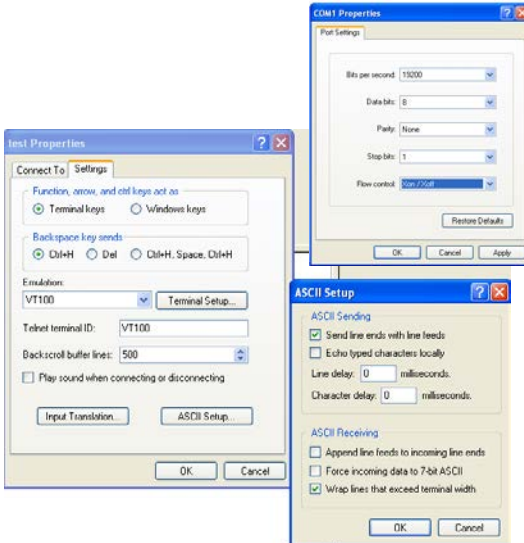 COM1 Properties
Port Settings
Bits per second: 19200
Data bits: 8
Parity: None
Stop bits: 1
Flow control: Xon / Xoff
Restore Defaults
OK Cancel Apply
test Properties
Connect To Settings
Function, arrow, and ctrl keys act as
Terminal keys Windows keys
Backspace key sends
Ctrl+H Del Ctrl+H, Space, Ctrl+H
Emulation:
VT100 Terminal Setup...
Telnet terminal ID: VT100
Backscroll buffer lines: 500
Play sound when connecting or disconnecting
Input Translation... ASCII Setup...
OK Cancel
ASCII Setup
ASCII Sending
Send line ends with line feeds
Echo typed characters locally
Line delay: 0 milliseconds.
Character delay: 0 milliseconds.
ASCII Receiving
Append line feeds to incoming line ends
Force incoming data to 7-bit ASCII
Wrap lines that exceed terminal width
OK Cancel